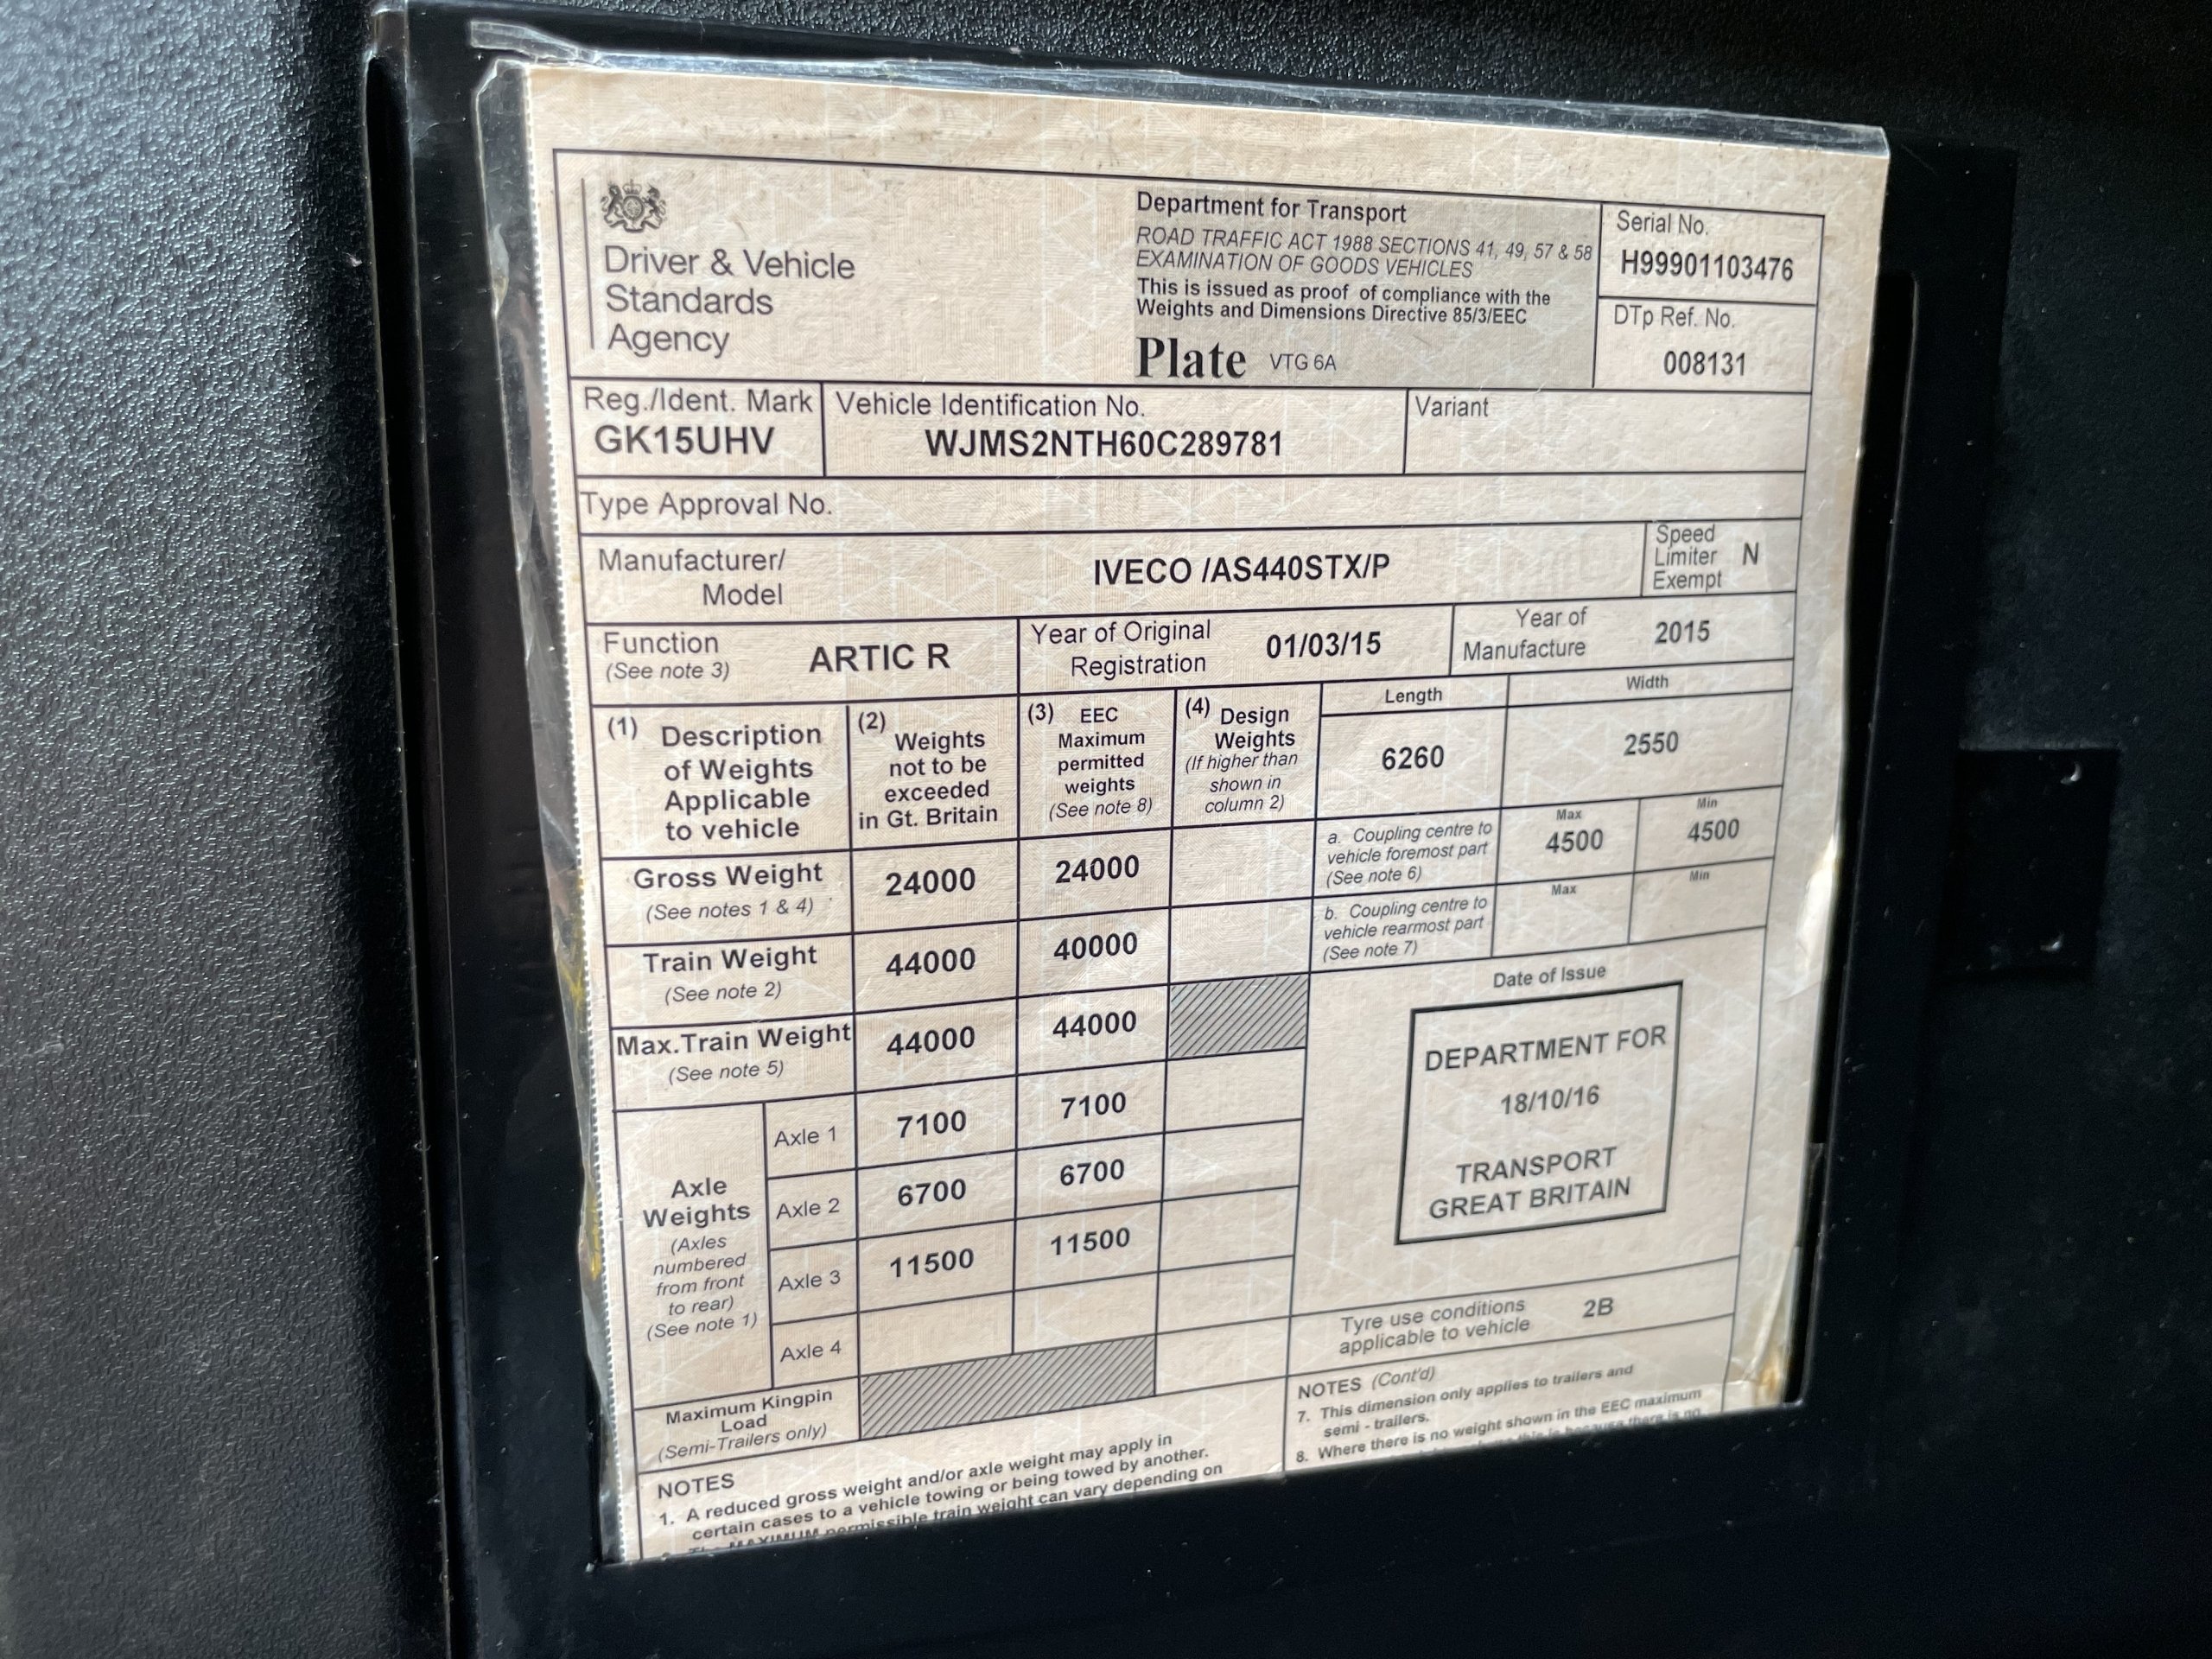 Driver & Vehicle
Standards
Agency
Department for Transport
ROAD TRAFFIC ACT 1988 SECTIONS 41, 49, 57 & 58
EXAMINATION OF GOODS VEHICLES
This is issued as proof of compliance with the
Weights and Dimensions Directive 85/3/EEC
Plate VTG 6A
Serial No.
H99901103476
DTp Ref. No.
008131
Reg./Ident. Mark
GK15UHV
Vehicle Identification No.
WJMS2NTH60C289781
Variant
Type Approval No.
Manufacturer/
Model
IVECO /AS440STX/P
Speed
Limiter
Exempt
N
Function
(See note 3)
ARTIC R
Year of Original
Registration
01/03/15
Year of
Manufacture
2015
(1) Description
of Weights
Applicable
to vehicle
(2)
Weights
not to be
exceeded
in Gt. Britain
(3) EEC
Maximum
permitted
weights
(See note 8)
(4) Design
Weights
(If higher than
shown in
column 2)
Length
6260
Width
2550
a. Coupling centre to
vehicle foremost part
(See note 6)
Max
4500
Min
4500
b. Coupling centre to
vehicle rearmost part
(See note 7)
Max
Min
Gross Weight
(See notes 1 & 4)
24000
24000
Train Weight
(See note 2)
44000
40000
Max.Train Weight
(See note 5)
44000
44000
Axle
Weights
(Axles
numbered
from front
to rear)
(See note 1)
Axle 1
7100
7100
Axle 2
6700
6700
Axle 3
11500
11500
Axle 4
Maximum Kingpin
Load
(Semi-Trailers only)
Date of Issue
DEPARTMENT FOR
18/10/16
TRANSPORT
GREAT BRITAIN
Tyre use conditions
applicable to vehicle
2B
NOTES
1. A reduced gross weight and/or axle weight may apply in
certain cases to a vehicle towing or being towed by another.
The MAXIMUM permissible train weight can vary depending on
NOTES (Cont'd)
7. This dimension only applies to trailers and
semi - trailers.
8. Where there is no weight shown in the EEC maximum